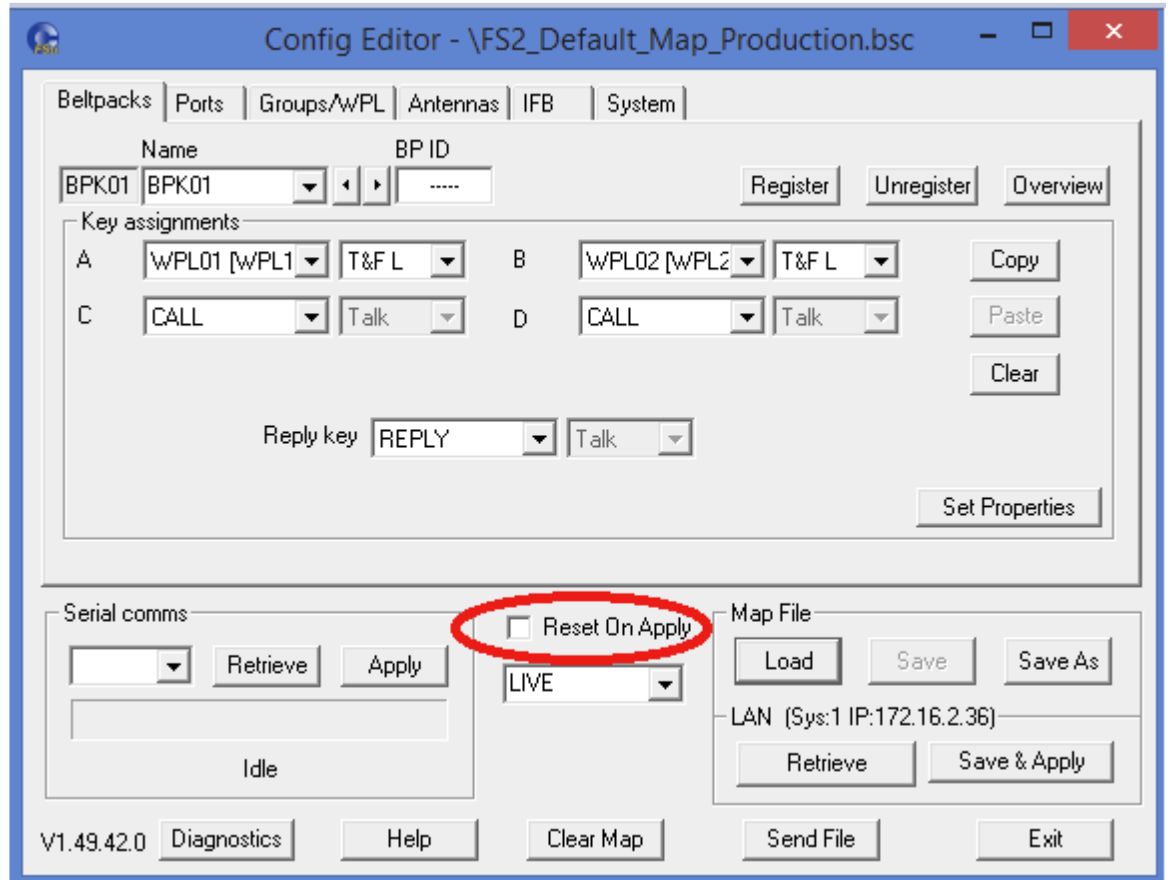 Config Editor - \FS2_Default_Map_Production.bsc
Beltpacks Ports Groups/WPL Antennas IFB System
Name BP ID
BPK01 BPK01 ----- Register Unregister Overview
Key assignments
A WPL01 [WPL1 T&F L B WPL02 [WPL2 T&F L Copy
C CALL Talk D CALL Talk Paste
Clear
Reply key REPLY Talk
Set Properties
Serial comms Reset On Apply Map File
Retrieve Apply LIVE Load Save Save As
LAN (Sys:1 IP:172.16.2.36)
Idle Retrieve Save & Apply
V1.49.42.0 Diagnostics Help Clear Map Send File Exit